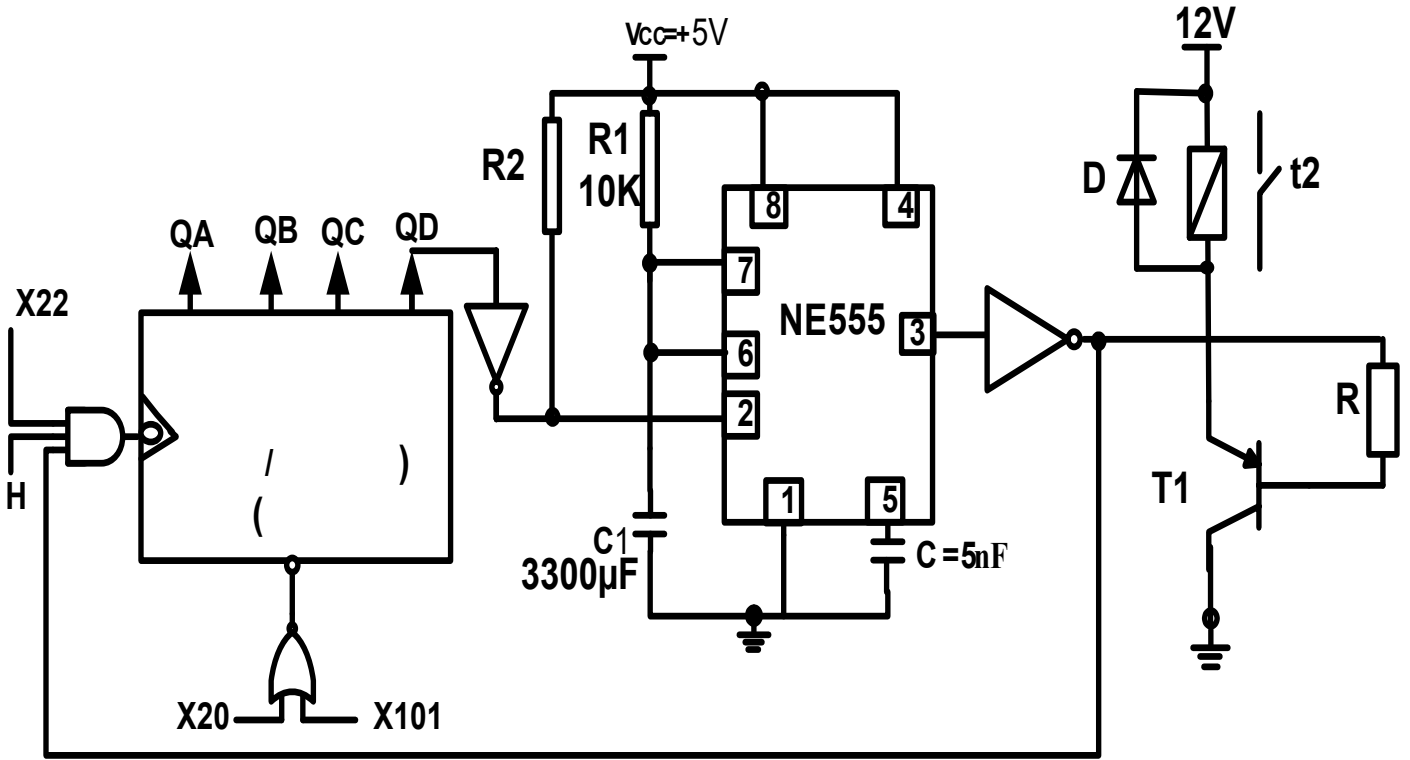 Vcc=+5V
12V
R2
R1
10K
D
t2
8
4
QA
QB
QC
QD
7
X22
NE555
3
6
2
R
/
)
T1
H
1
5
(
C1
C =5nF
3300µF
X20
X101